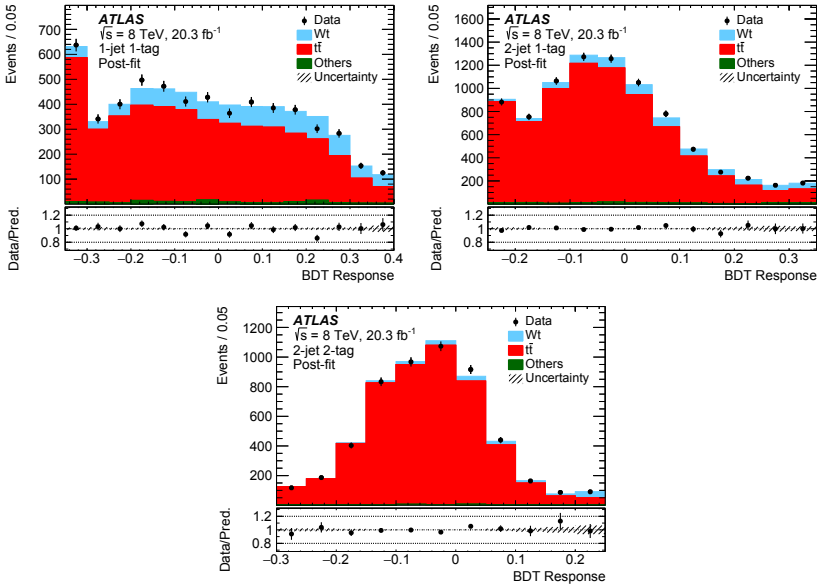 ATLAS
√s = 8 TeV, 20.3 fb⁻¹
1-jet 1-tag
Post-fit
Data
Wt
tt̄
Others
Uncertainty
Events / 0.05
700
600
500
400
300
200
100
Data/Pred.
1.2
1
0.8
−0.3 −0.2 −0.1 0 0.1 0.2 0.3 0.4
BDT Response
ATLAS
√s = 8 TeV, 20.3 fb⁻¹
2-jet 1-tag
Post-fit
Data
Wt
tt̄
Others
Uncertainty
Events / 0.05
1600
1400
1200
1000
800
600
400
200
Data/Pred.
1.2
1
0.8
−0.2 −0.1 0 0.1 0.2 0.3
BDT Response
ATLAS
√s = 8 TeV, 20.3 fb⁻¹
2-jet 2-tag
Post-fit
Data
Wt
tt̄
Others
Uncertainty
Events / 0.05
1200
1000
800
600
400
200
Data/Pred.
1.2
1
0.8
−0.3 −0.2 −0.1 0 0.1 0.2
BDT Response